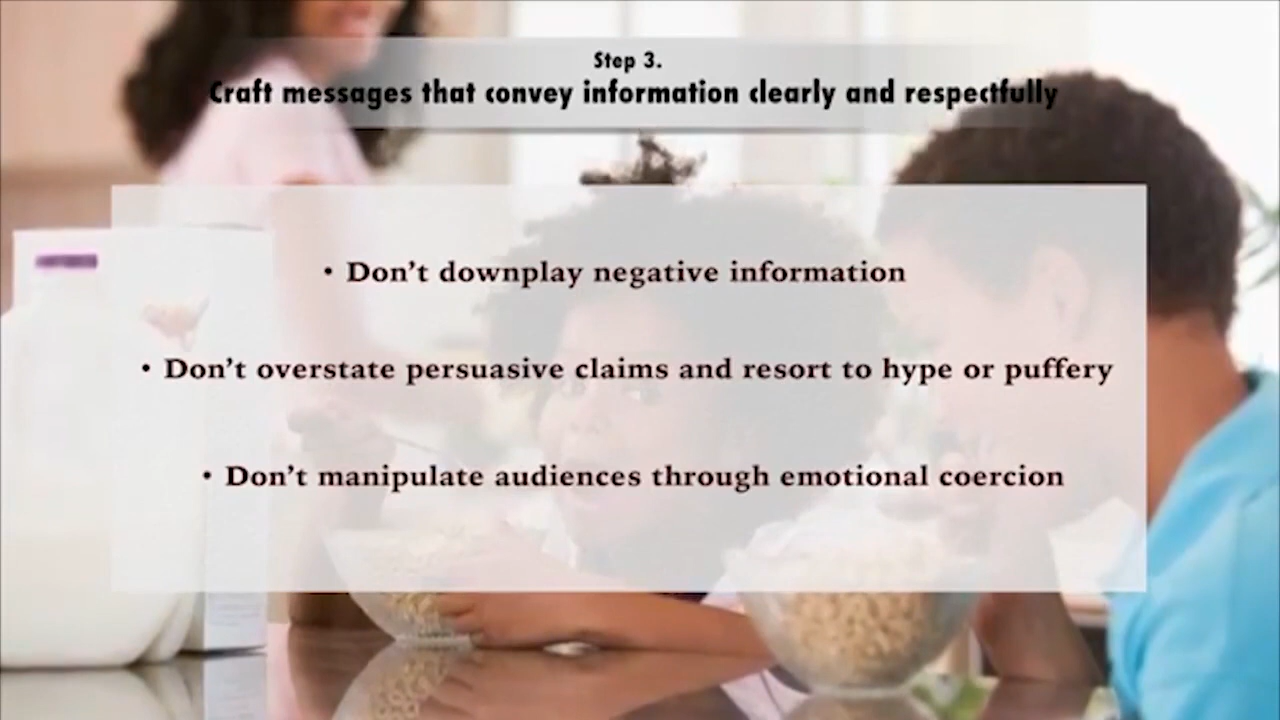 Step 3.
Craft messages that convey information clearly and respectfully
• Don't downplay negative information
• Don't overstate persuasive claims and resort to hype or puffery
• Don't manipulate audiences through emotional coercion